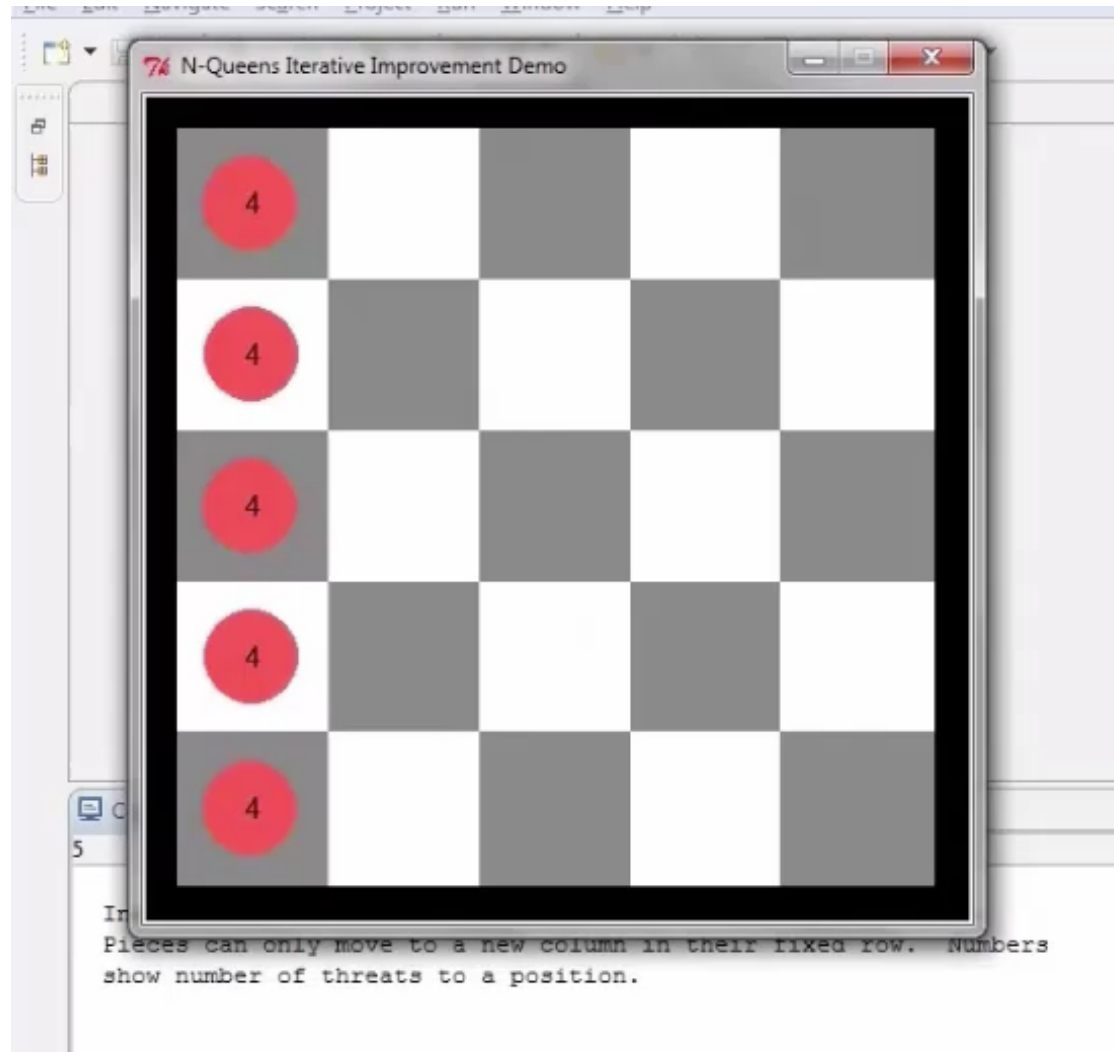 N-Queens Iterative Improvement Demo
4
4
4
4
4
5
Pieces can only move to a new column in their fixed row. Numbers
show number of threats to a position.